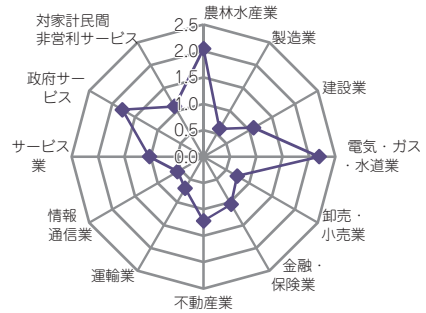 対家計民間
非営利サービス
2.5
農林水産業
2.0
製造業
政府サー
ビス
1.5
建設業
1.0
0.5
サービス
業
0.0
電気・ガス
・水道業
情報
通信業
卸売・
小売業
運輸業
金融・
保険業
不動産業